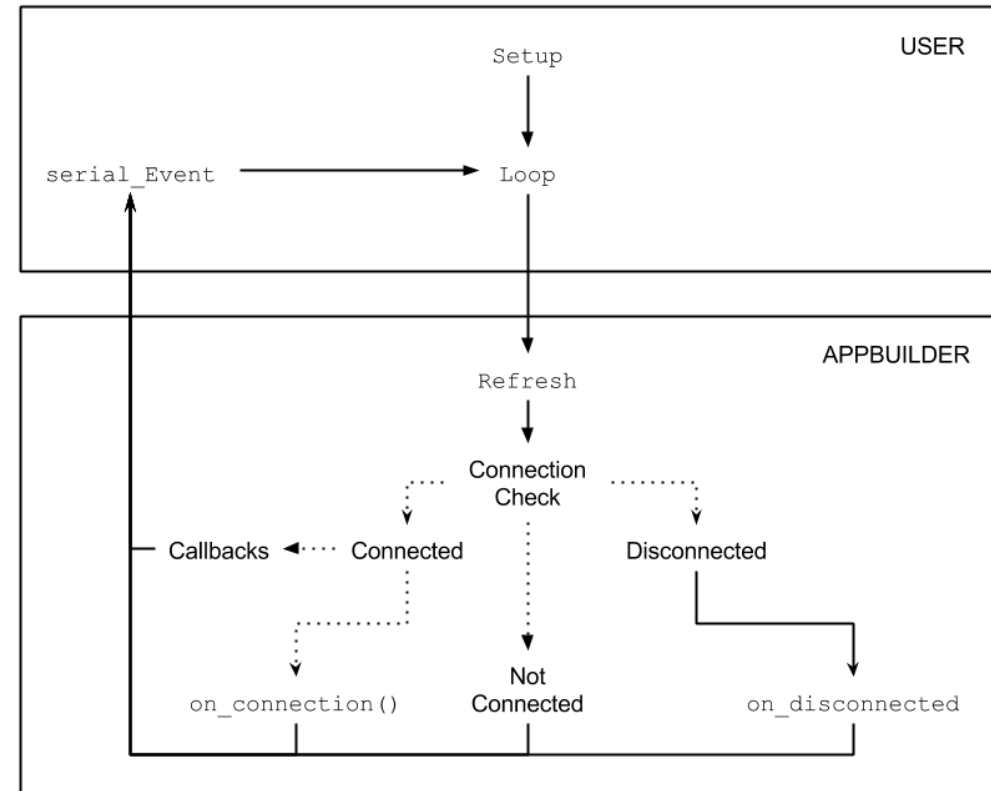 USER
Setup
serial_Event
Loop
APPBUILDER
Refresh
Connection
Check
Callbacks
Connected
Disconnected
Not
Connected
on_connection()
on_disconnected